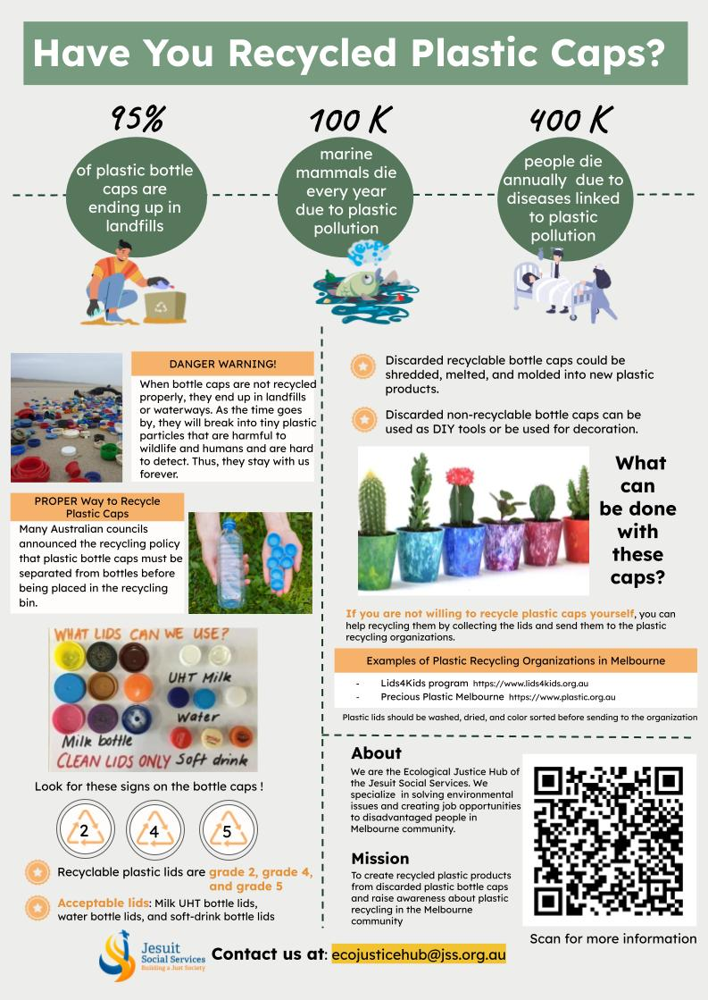 Have You Recycled Plastic Caps?
95%
of plastic bottle
caps are
ending up in
landfills
100 K
marine
mammals die
every year
due to plastic
pollution
HELP!
400 K
people die
annually due to
diseases linked
to plastic
pollution
DANGER WARNING!
When bottle caps are not recycled
properly, they end up in landfills
or waterways. As the time goes
by, they will break into tiny plastic
particles that are harmful to
wildlife and humans and are hard
to detect. Thus, they stay with us
forever.
PROPER Way to Recycle
Plastic Caps
Many Australian councils
announced the recycling policy
that plastic bottle caps must be
separated from bottles before
being placed in the recycling
bin.
WHAT LIDS CAN WE USE?
UHT Milk
Water
Milk bottle
CLEAN LIDS ONLY Soft drink
Look for these signs on the bottle caps !
2
4
5
Recyclable plastic lids are grade 2, grade 4,
and grade 5
Acceptable lids: Milk UHT bottle lids,
water bottle lids, and soft-drink bottle lids
Discarded recyclable bottle caps could be
shredded, melted, and molded into new plastic
products.
Discarded non-recyclable bottle caps can be
used as DIY tools or be used for decoration.
What
can
be done
with
these
caps?
If you are not willing to recycle plastic caps yourself, you can
help recycling them by collecting the lids and send them to the plastic
recycling organizations.
Examples of Plastic Recycling Organizations in Melbourne
- Lids4Kids program https://www.lids4kids.org.au
- Precious Plastic Melbourne https://www.plastic.org.au
Plastic lids should be washed, dried, and color sorted before sending to the organization
About
We are the Ecological Justice Hub of
the Jesuit Social Services. We
specialize in solving environmental
issues and creating job opportunities
to disadvantaged people in
Melbourne community.
Mission
To create recycled plastic products
from discarded plastic bottle caps
and raise awareness about plastic
recycling in the Melbourne
community
Scan for more information
Jesuit
Social Services
Building a Just Society
Contact us at: ecojusticehub@jss.org.au